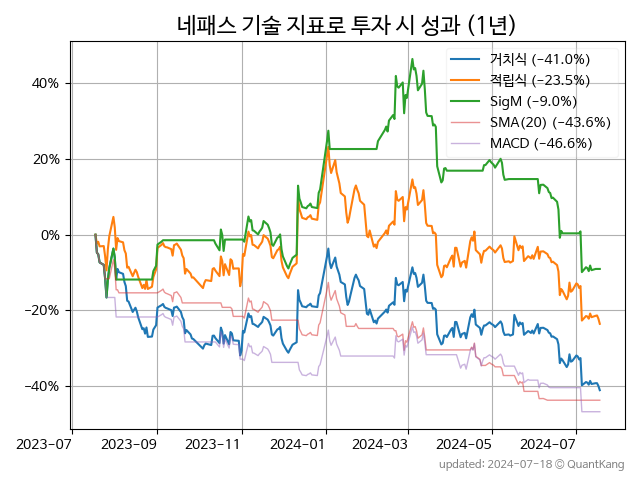 네패스 기술 지표로 투자 시 성과 (1년)
거치식 (−41.0%)
적립식 (−23.5%)
SigM (−9.0%)
SMA(20) (−43.6%)
MACD (−46.6%)
40%
20%
0%
−20%
−40%
2023-07 2023-09 2023-11 2024-01 2024-03 2024-05 2024-07
updated: 2024-07-18 © QuantKang